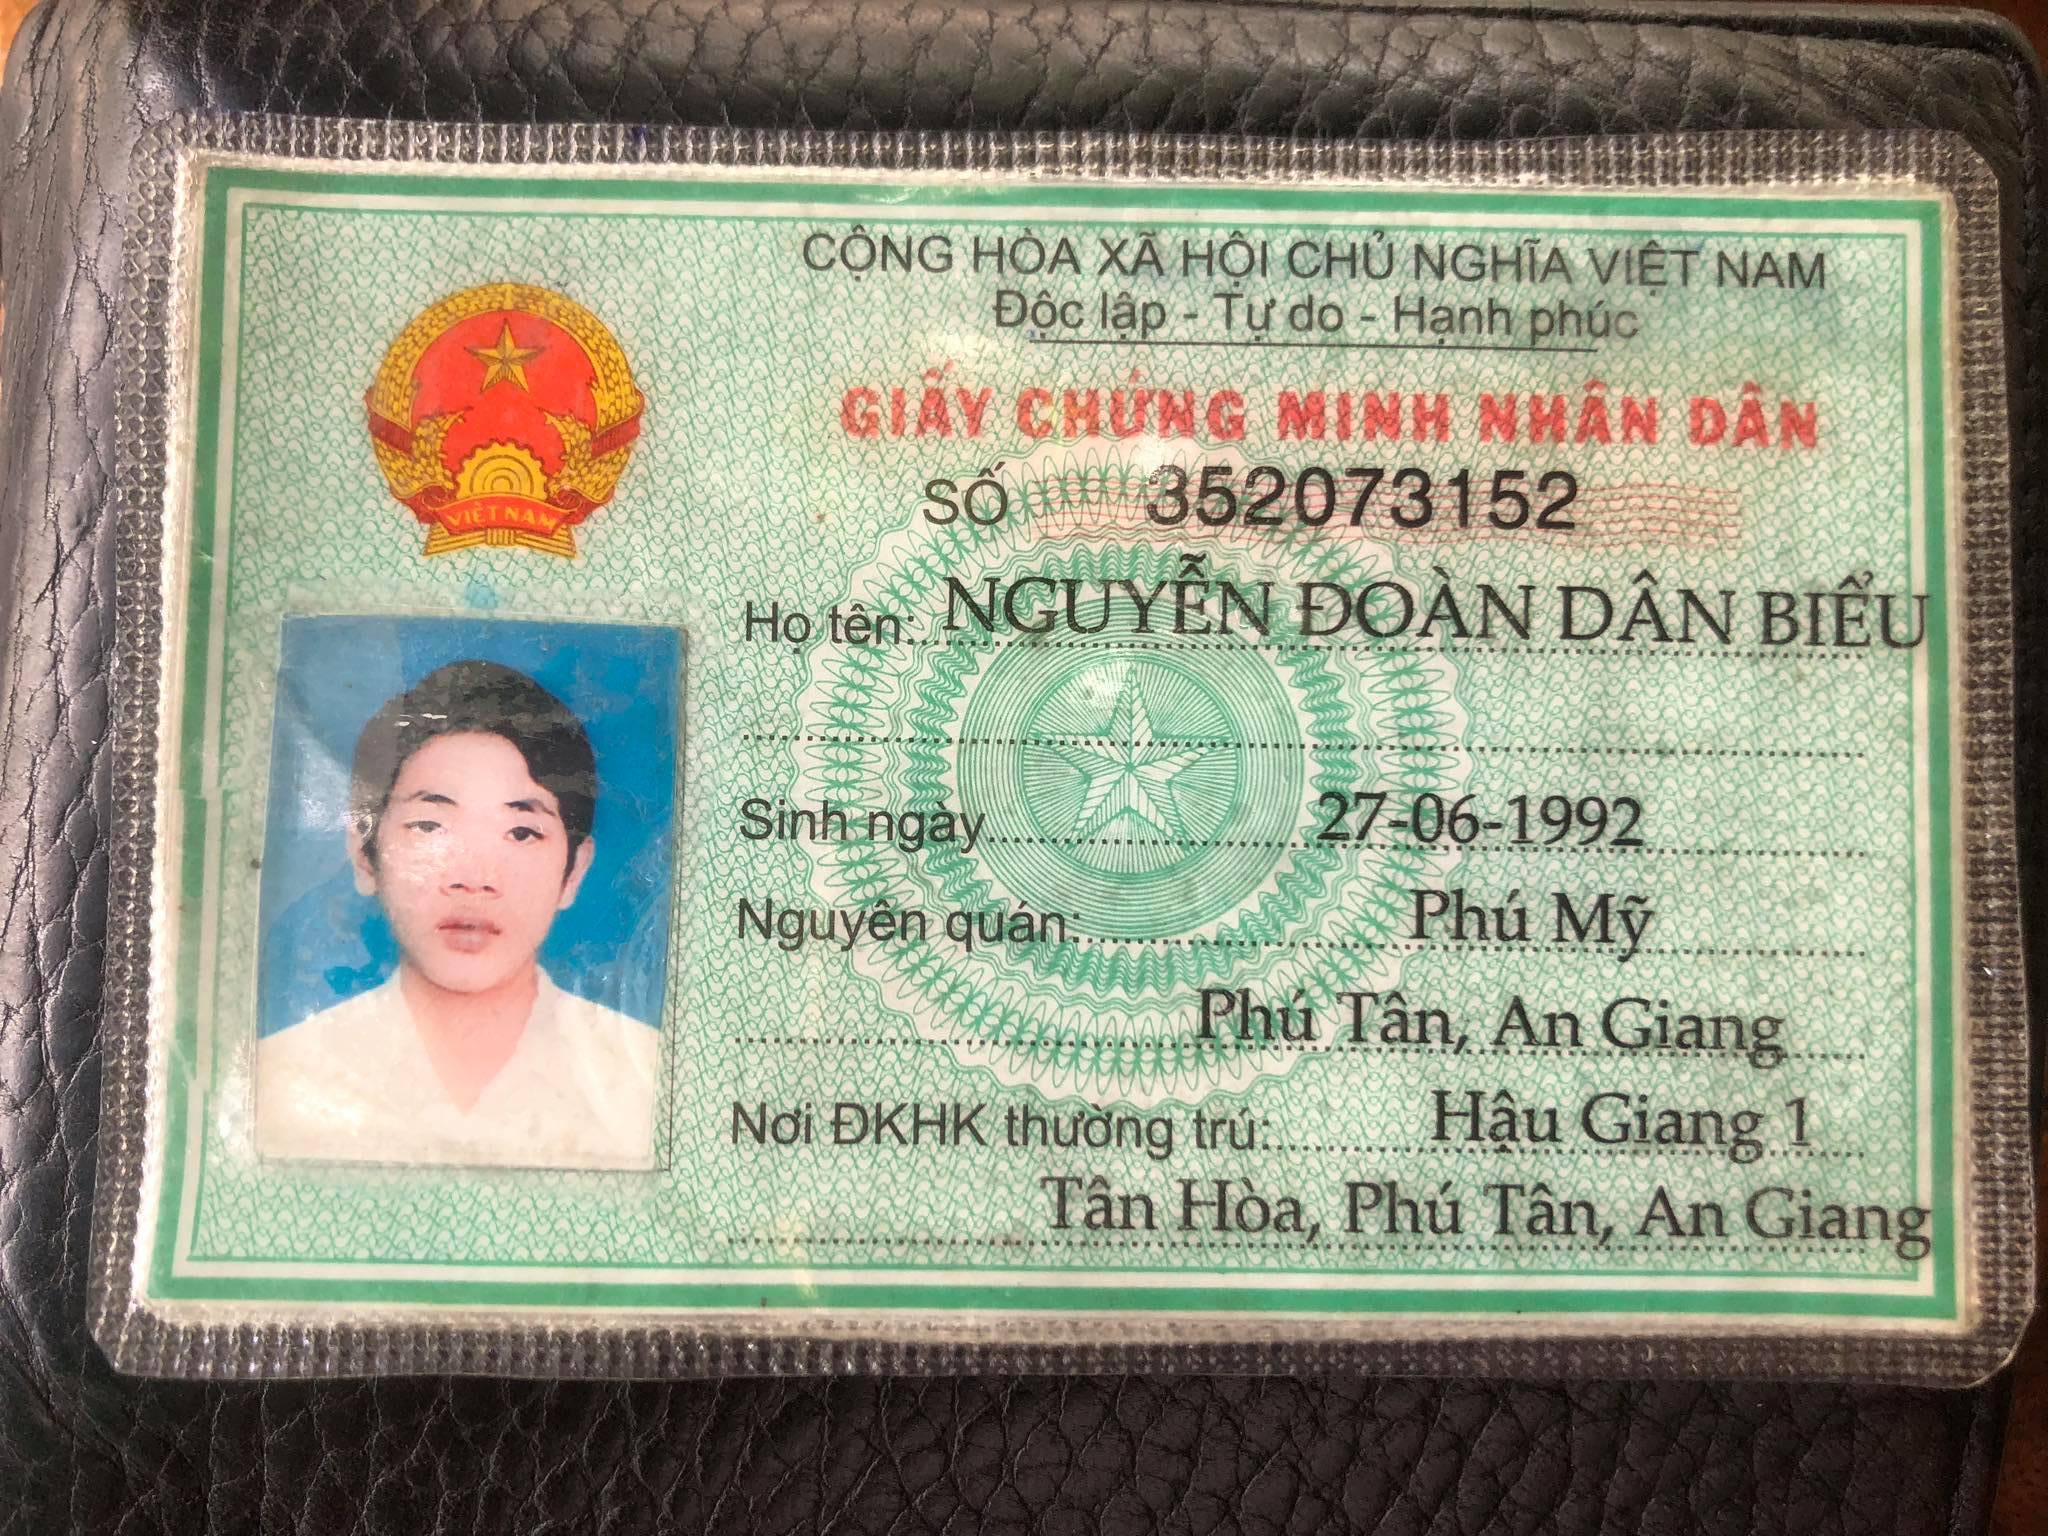 CỘNG HÒA XÃ HỘI CHỦ NGHĨA VIỆT NAM
Độc lập - Tự do - Hạnh phúc
GIẤY CHỨNG MINH NHÂN DÂN
SỐ 352073152
VIỆT NAM
Họ tên: NGUYỄN ĐOÀN DÂN BIỂU
Sinh ngày 27-06-1992
Nguyên quán: Phú Mỹ
Phú Tân, An Giang
Nơi ĐKHK thường trú: Hậu Giang 1
Tân Hòa, Phú Tân, An Giang